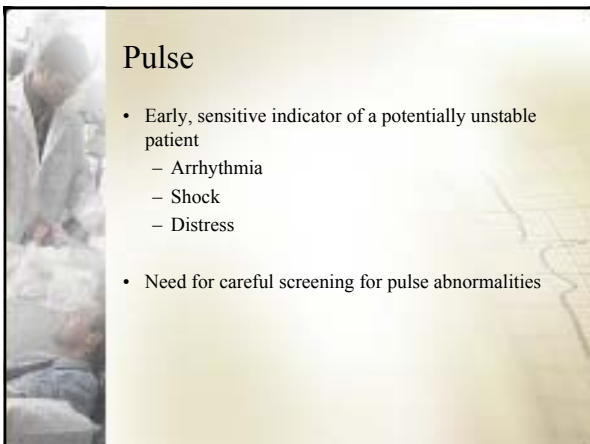 Pulse
• Early, sensitive indicator of a potentially unstable
patient
– Arrhythmia
– Shock
– Distress
• Need for careful screening for pulse abnormalities